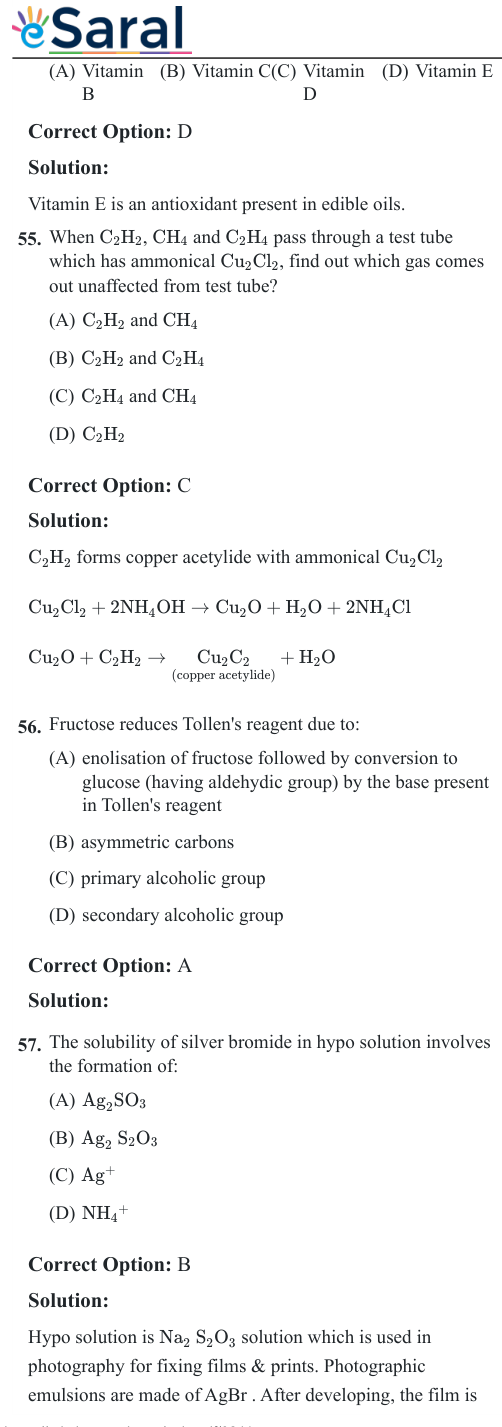 eSaral
(A) Vitamin (B) Vitamin C(C) Vitamin (D) Vitamin E
B D
Correct Option: D
Solution:
Vitamin E is an antioxidant present in edible oils.
55. When C₂H₂, CH₄ and C₂H₄ pass through a test tube
which has ammonical Cu₂Cl₂, find out which gas comes
out unaffected from test tube?
(A) C₂H₂ and CH₄
(B) C₂H₂ and C₂H₄
(C) C₂H₄ and CH₄
(D) C₂H₂
Correct Option: C
Solution:
C₂H₂ forms copper acetylide with ammonical Cu₂Cl₂
Cu₂Cl₂ + 2NH₄OH → Cu₂O + H₂O + 2NH₄Cl
Cu₂O + C₂H₂ → Cu₂C₂ + H₂O
(copper acetylide)
56. Fructose reduces Tollen's reagent due to:
(A) enolisation of fructose followed by conversion to
glucose (having aldehydic group) by the base present
in Tollen's reagent
(B) asymmetric carbons
(C) primary alcoholic group
(D) secondary alcoholic group
Correct Option: A
Solution:
57. The solubility of silver bromide in hypo solution involves
the formation of:
(A) Ag₂SO₃
(B) Ag₂ S₂O₃
(C) Ag⁺
(D) NH₄⁺
Correct Option: B
Solution:
Hypo solution is Na₂ S₂O₃ solution which is used in
photography for fixing films & prints. Photographic
emulsions are made of AgBr . After developing, the film is